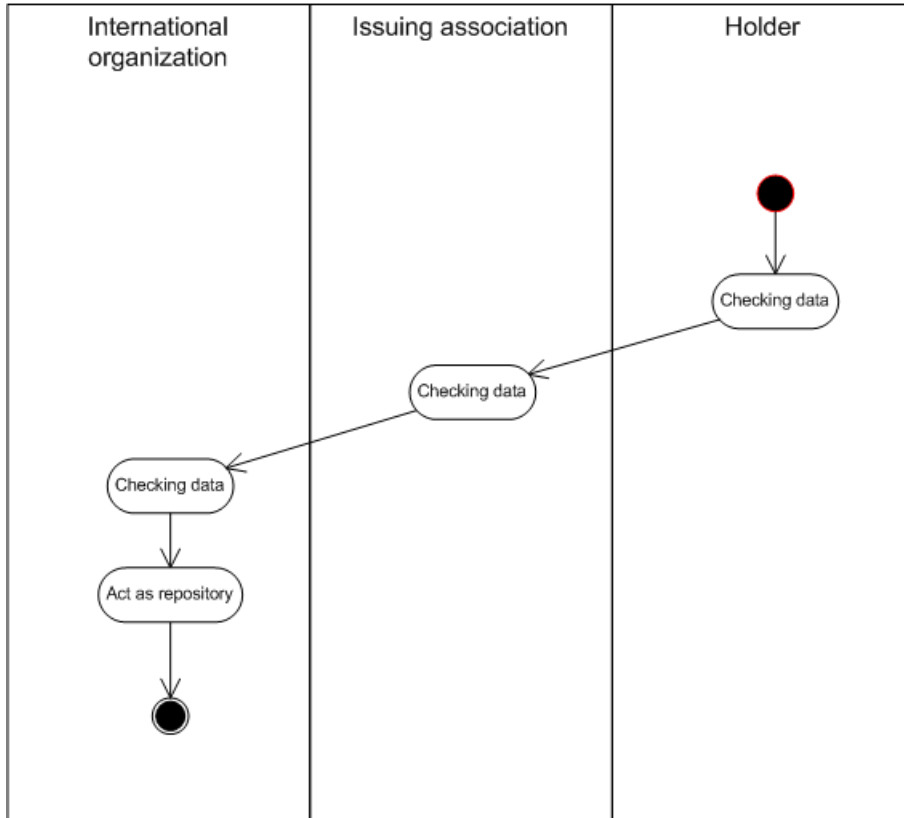 International
organization
Issuing association
Holder
Checking data
Checking data
Checking data
Act as repository